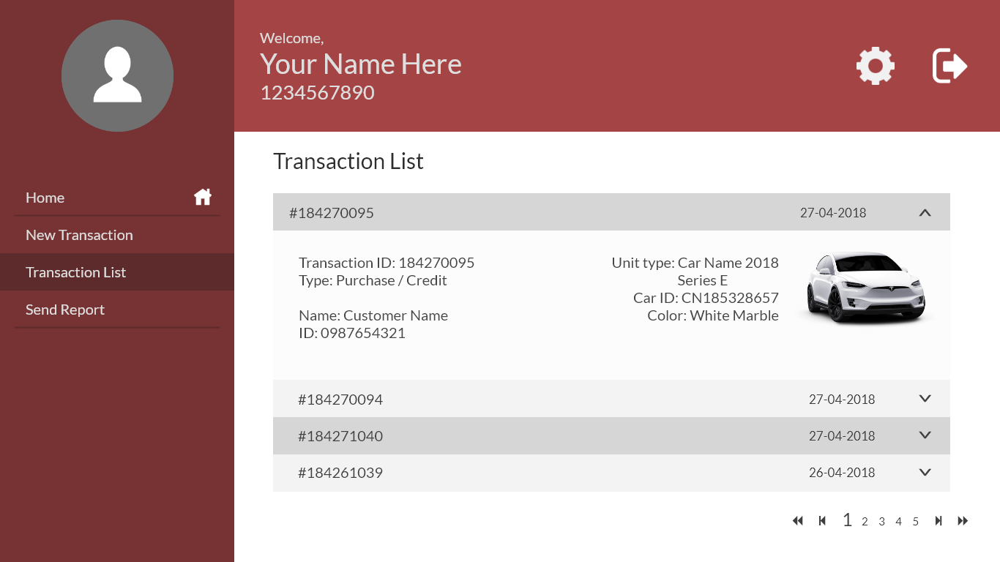 Welcome,
Your Name Here
1234567890
Home
New Transaction
Transaction List
Send Report
Transaction List
#184270095 27-04-2018
Transaction ID: 184270095
Type: Purchase / Credit
Name: Customer Name
ID: 0987654321
Unit type: Car Name 2018
Series E
Car ID: CN185328657
Color: White Marble
#184270094 27-04-2018
#184271040 27-04-2018
#184261039 26-04-2018
1 2 3 4 5